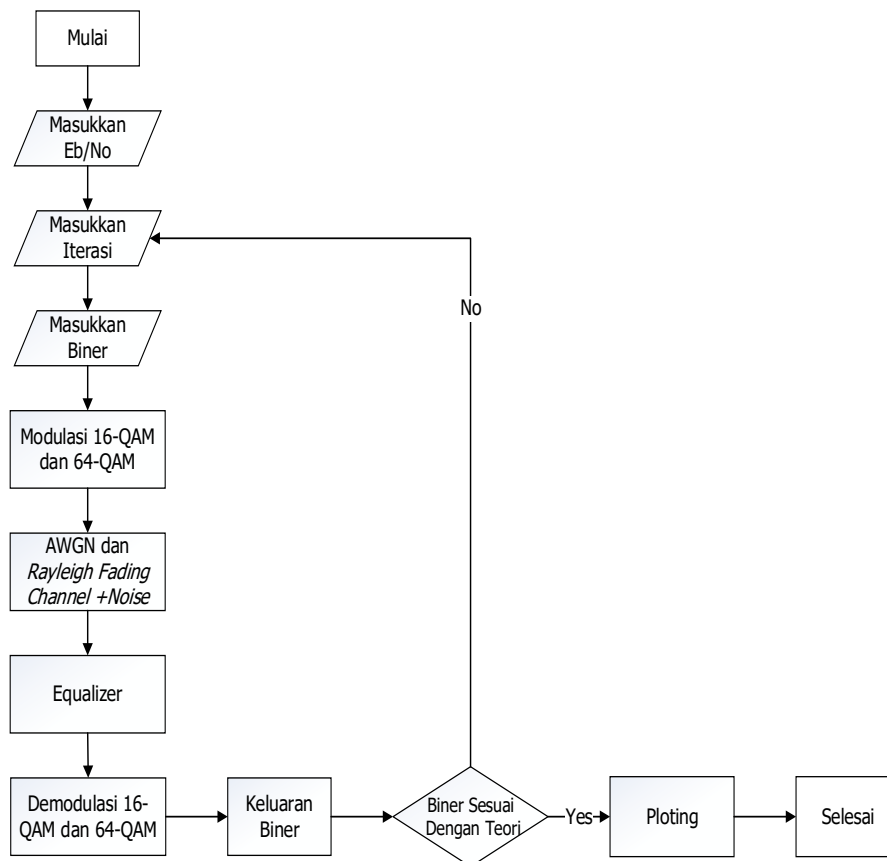 Mulai
Masukkan
Eb/No
Masukkan
Iterasi
No
Masukkan
Biner
Modulasi 16-QAM
dan 64-QAM
AWGN dan
Rayleigh Fading
Channel +Noise
Equalizer
Demodulasi 16-
QAM dan 64-QAM
Keluaran
Biner
Biner Sesuai
Dengan Teori
Yes
Ploting
Selesai